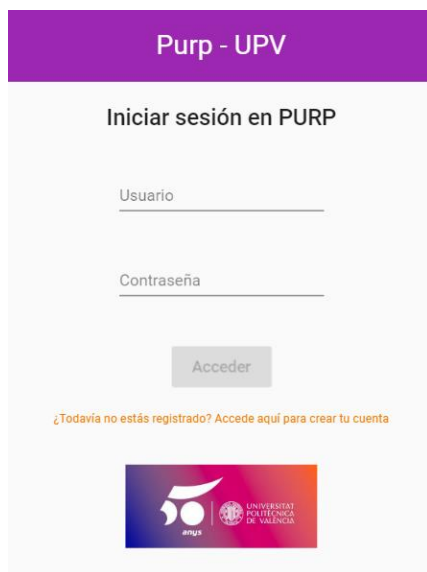 Purp - UPV
Iniciar sesión en PURP
Usuario
Contraseña
Acceder
¿Todavía no estás registrado? Accede aquí para crear tu cuenta
50
anys
UNIVERSITAT
POLITÈCNICA
DE VALÈNCIA